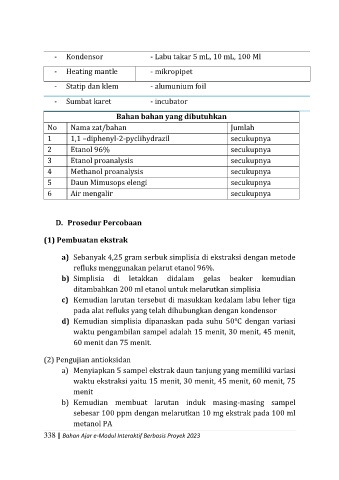 - Kondensor - Labu takar 5 mL, 10 mL, 100 Ml
- Heating mantle - mikropipet
- Statip dan klem - alumunium foil
- Sumbat karet - incubator
Bahan bahan yang dibutuhkan
No Nama zat/bahan Jumlah
1 1,1 –diphenyl-2-pyclihydrazil secukupnya
2 Etanol 96% secukupnya
3 Etanol proanalysis secukupnya
4 Methanol proanalysis secukupnya
5 Daun Mimusops elengi secukupnya
6 Air mengalir secukupnya
D. Prosedur Percobaan
(1) Pembuatan ekstrak
a) Sebanyak 4,25 gram serbuk simplisia di ekstraksi dengan metode
refluks menggunakan pelarut etanol 96%.
b) Simplisia di letakkan didalam gelas beaker kemudian
ditambahkan 200 ml etanol untuk melarutkan simplisia
c) Kemudian larutan tersebut di masukkan kedalam labu leher tiga
pada alat refluks yang telah dihubungkan dengan kondensor
d) Kemudian simplisia dipanaskan pada suhu 50°C dengan variasi
waktu pengambilan sampel adalah 15 menit, 30 menit, 45 menit,
60 menit dan 75 menit.
(2) Pengujian antioksidan
a) Menyiapkan 5 sampel ekstrak daun tanjung yang memiliki variasi
waktu ekstraksi yaitu 15 menit, 30 menit, 45 menit, 60 menit, 75
menit
b) Kemudian membuat larutan induk masing-masing sampel
sebesar 100 ppm dengan melarutkan 10 mg ekstrak pada 100 ml
metanol PA
338 | Bahan Ajar e-Modul Interaktif Berbasis Proyek 2023